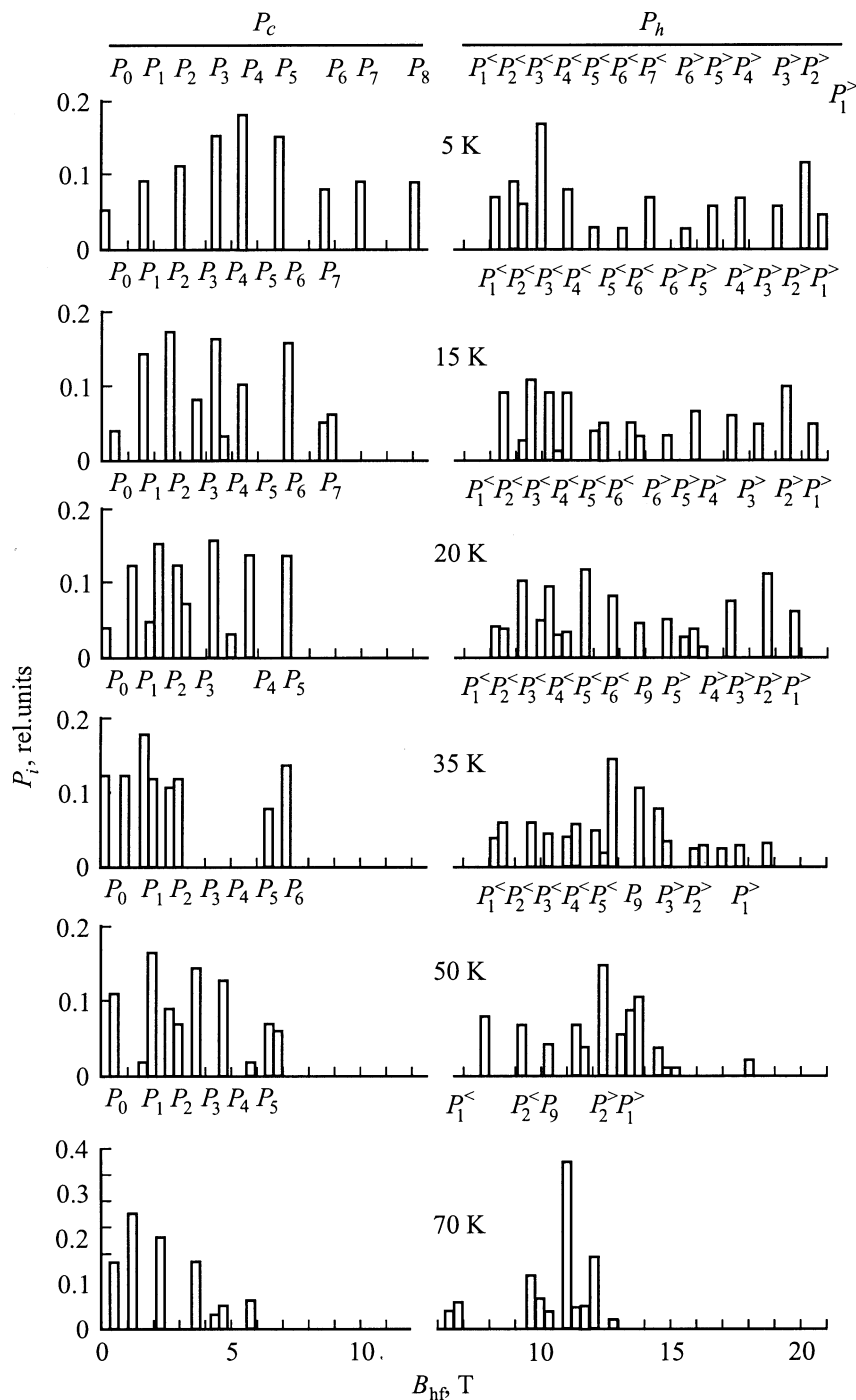 P_c P_h
P_0 P_1 P_2 P_3 P_4 P_5 P_6 P_7 P_8 P_1^< P_2^< P_3^< P_4^< P_5^< P_6^< P_7^< P_6^> P_5^> P_4^> P_3^> P_2^>
P_1^>
0.2
5 K
0.1
0
P_0 P_1 P_2 P_3 P_4 P_5 P_6 P_7 P_1^< P_2^< P_3^< P_4^< P_5^< P_6^< P_6^> P_5^> P_4^> P_3^> P_2^> P_1^>
0.2
15 K
0.1
0
P_0 P_1 P_2 P_3 P_4 P_5 P_6 P_7 P_1^< P_2^< P_3^< P_4^< P_5^< P_6^< P_6^> P_5^> P_4^> P_3^> P_2^> P_1^>
0.2
20 K
0.1
0
P_0 P_1 P_2 P_3 P_4 P_5 P_1^< P_2^< P_3^< P_4^< P_5^< P_6^< P_9 P_5^> P_4^> P_3^> P_2^> P_1^>
P_i, rel.units
0.2
35 K
0.1
0
P_0 P_1 P_2 P_3 P_4 P_5 P_6 P_1^< P_2^< P_3^< P_4^< P_5^< P_9 P_3^> P_2^> P_1^>
0.2
50 K
0.1
0
P_0 P_1 P_2 P_3 P_4 P_5 P_1^< P_2^< P_9 P_2^> P_1^>
0.4
0.3
70 K
0.2
0.1
0
0 5 10 10 15 20
B_hf, T